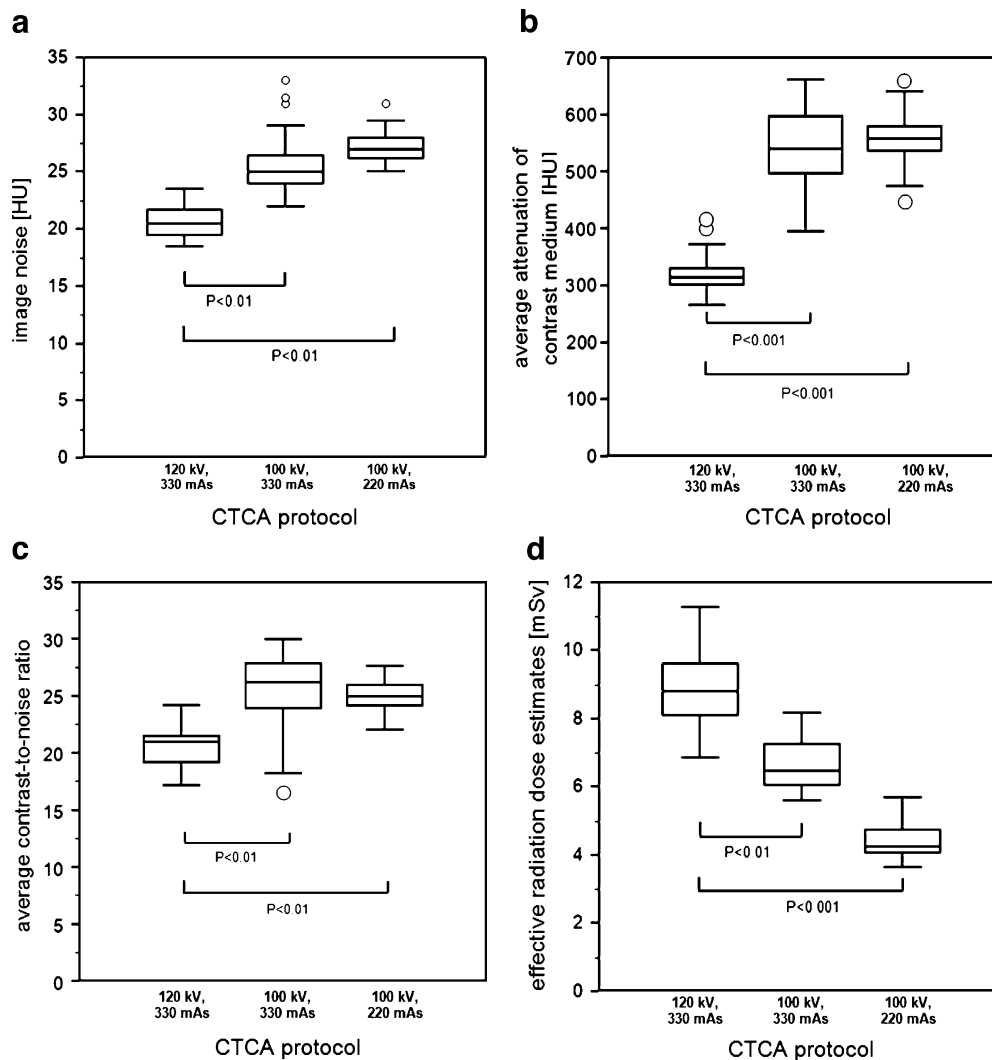 a
35
30
25
20
15
10
5
0
image noise [HU]
P<0.01
P<0.01
120 kV, 330 mAs
100 kV, 330 mAs
100 kV, 220 mAs
CTCA protocol
b
700
600
500
400
300
200
100
0
average attenuation of
contrast medium [HU]
P<0.001
P<0.001
120 kV, 330 mAs
100 kV, 330 mAs
100 kV, 220 mAs
CTCA protocol
c
35
30
25
20
15
10
5
0
average contrast-to-noise ratio
P<0.01
P<0.01
120 kV, 330 mAs
100 kV, 330 mAs
100 kV, 220 mAs
CTCA protocol
d
12
10
8
6
4
2
0
effective radiation dose estimates [mSv]
P<0 01
P<0 001
120 kV, 330 mAs
100 kV, 330 mAs
100 kV, 220 mAs
CTCA protocol